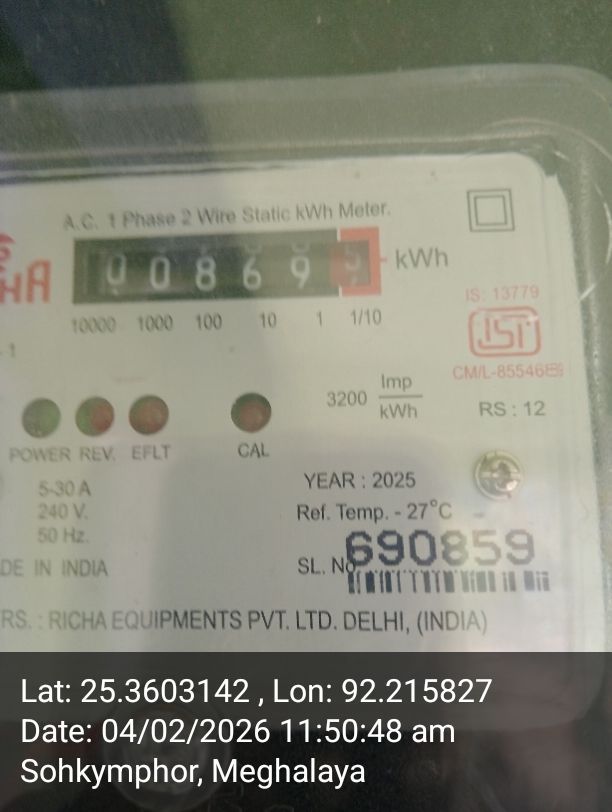 A.C. 1 Phase 2 Wire Static kWh Meter.
0 0 8 6 9 kWh
10000 1000 100 10 1 1/10
IS: 13779
ISI
CM/L-8554689
3200 Imp
kWh
RS : 12
POWER REV. EFLT CAL
5-30 A
240 V.
50 Hz.
YEAR : 2025
Ref. Temp. - 27°C
SL. No 690859
DE IN INDIA
RS. : RICHA EQUIPMENTS PVT. LTD. DELHI, (INDIA)
Lat: 25.3603142 , Lon: 92.215827
Date: 04/02/2026 11:50:48 am
Sohkymphor, Meghalaya